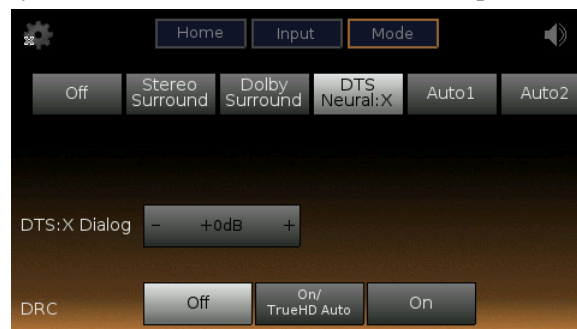 Home Input Mode
Off Stereo Surround Dolby Surround DTS Neural:X Auto1 Auto2
DTS:X Dialog - +0dB +
DRC Off On/ TrueHD Auto On